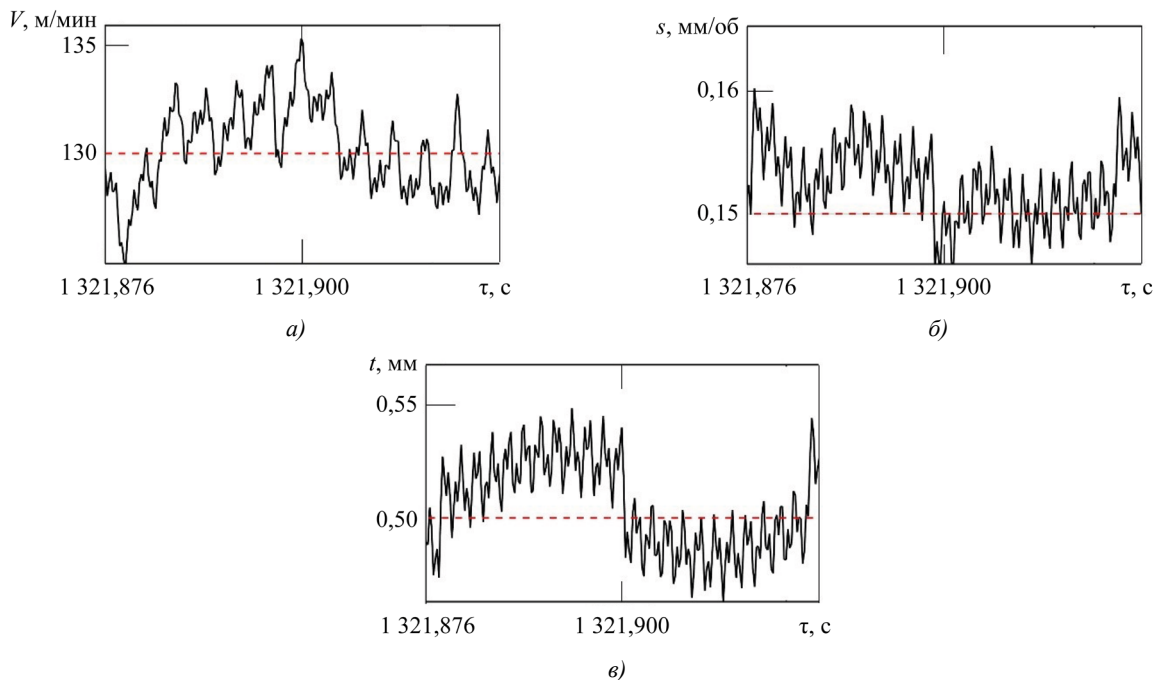 V, м/мин
135
130
1 321,876
1 321,900
τ, с
а)
s, мм/об
0,16
0,15
1 321,876
1 321,900
τ, с
б)
t, мм
0,55
0,50
1 321,876
1 321,900
τ, с
в)